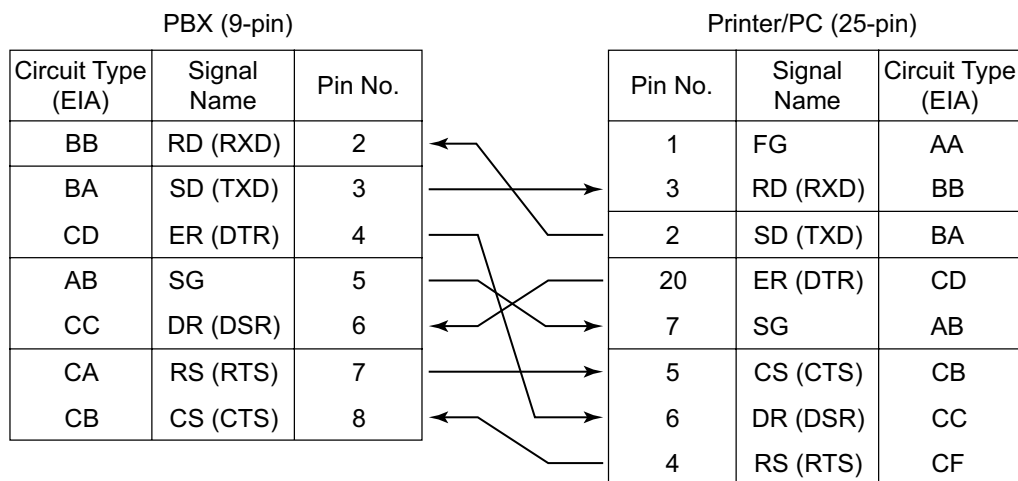 PBX (9-pin)
Circuit Type (EIA) Signal Name Pin No.
BB RD (RXD) 2
BA SD (TXD) 3
CD ER (DTR) 4
AB SG 5
CC DR (DSR) 6
CA RS (RTS) 7
CB CS (CTS) 8
Printer/PC (25-pin)
Pin No. Signal Name Circuit Type (EIA)
1 FG AA
3 RD (RXD) BB
2 SD (TXD) BA
20 ER (DTR) CD
7 SG AB
5 CS (CTS) CB
6 DR (DSR) CC
4 RS (RTS) CF